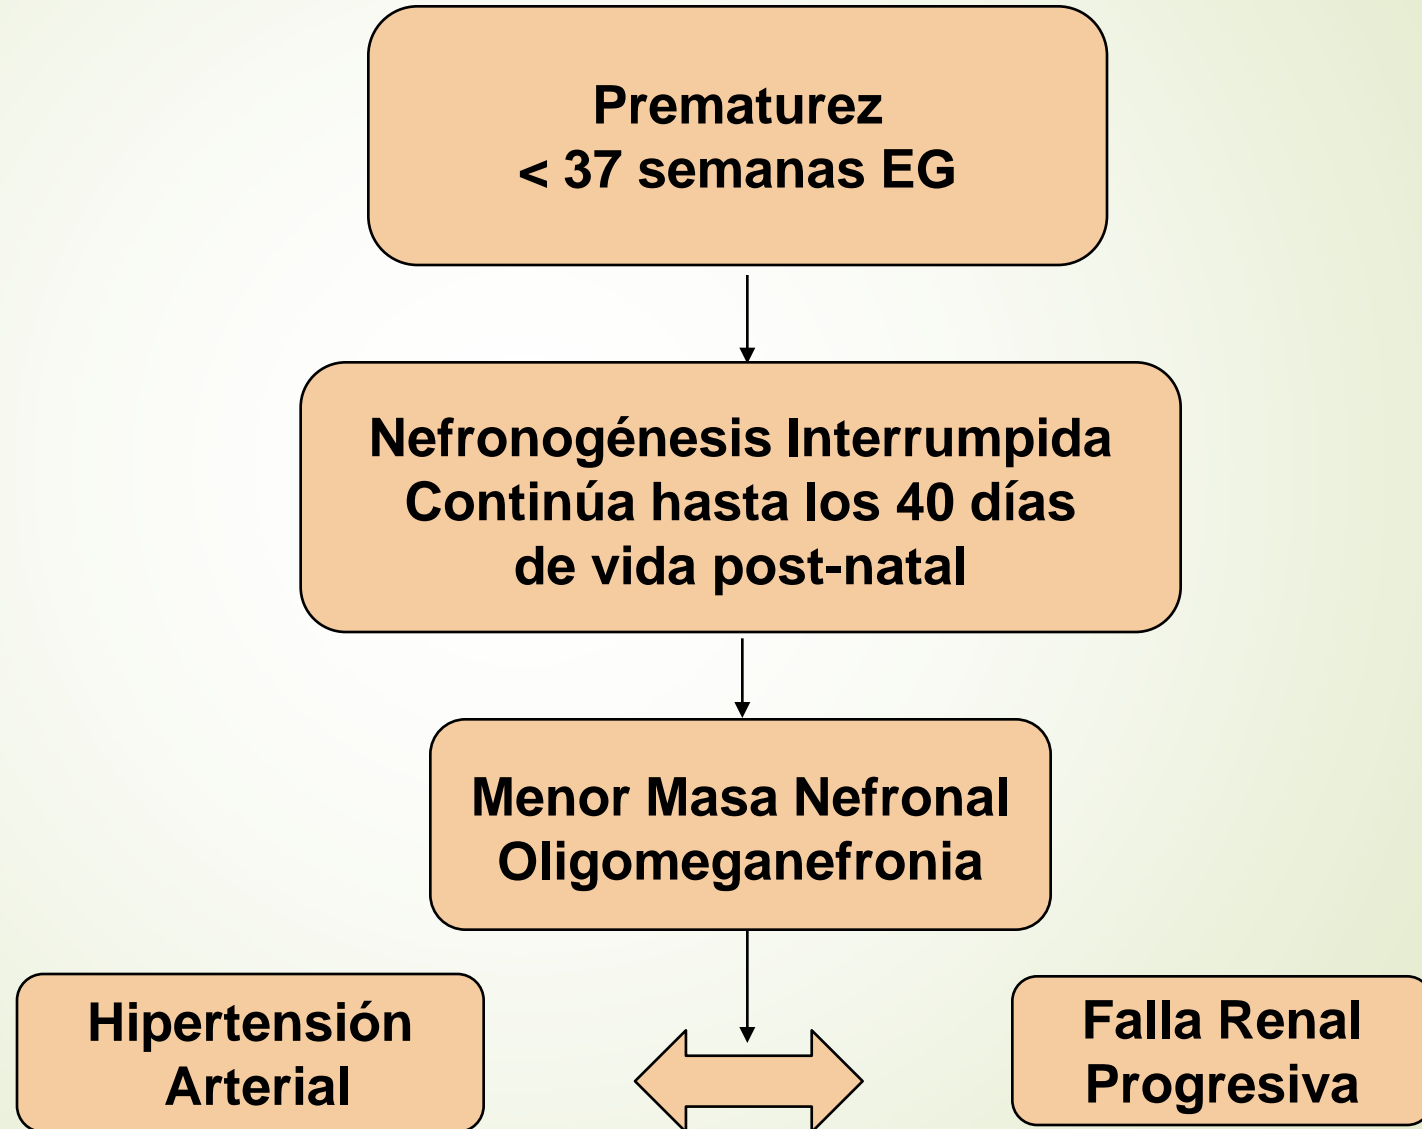 Prematurez
< 37 semanas EG
Nefronogénesis Interrumpida
Continúa hasta los 40 días
de vida post-natal
Menor Masa Nefronal
Oligomeganefronia
Hipertensión
Arterial
Falla Renal
Progresiva